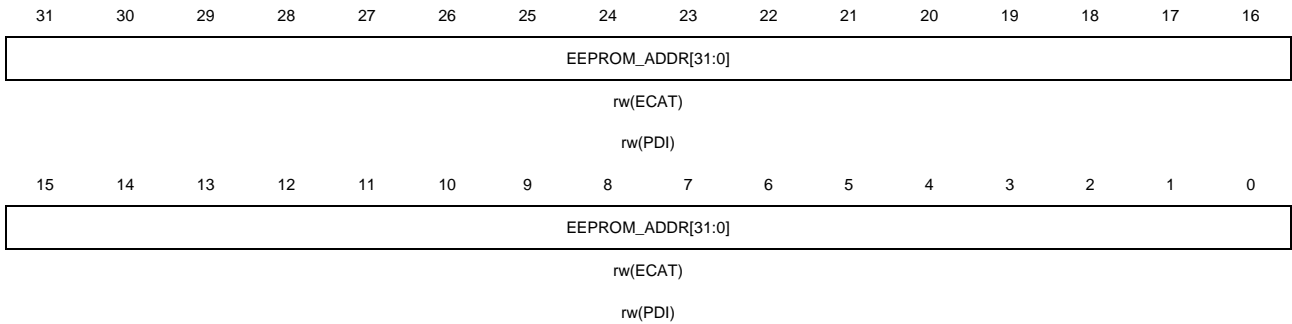 31 30 29 28 27 26 25 24 23 22 21 20 19 18 17 16
EEPROM_ADDR[31:0]
rw(ECAT)
rw(PDI)
15 14 13 12 11 10 9 8 7 6 5 4 3 2 1 0
EEPROM_ADDR[31:0]
rw(ECAT)
rw(PDI)